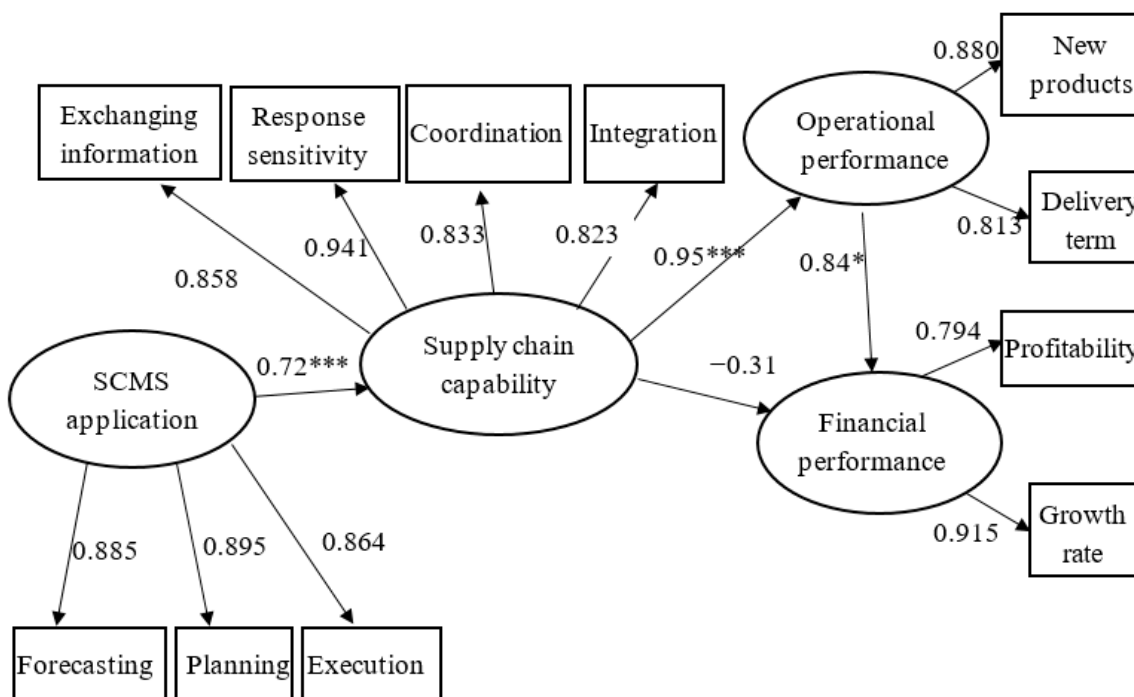 New
products
0.880
Operational
performance
Exchanging
information
Response
sensitivity
Coordination
Integration
Delivery
term
0.813
0.858
0.941
0.833
0.823
0.95***
0.84*
Supply chain
capability
0.72***
−0.31
0.794
Profitability
SCMS
application
Financial
performance
0.915
Growth
rate
0.885
0.895
0.864
Forecasting
Planning
Execution